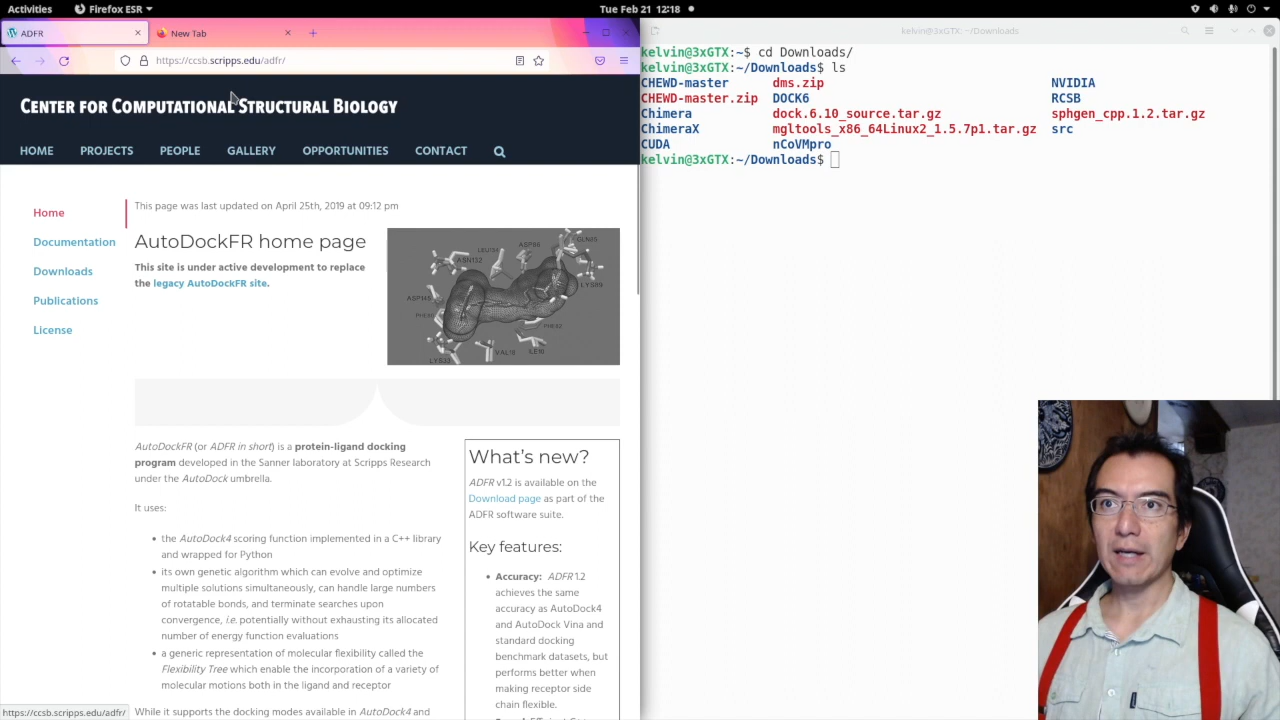 Activities
Firefox ESR
Tue Feb 21 12:18
ADFR
New Tab
https://ccsb.scripps.edu/adfr/
CENTER FOR COMPUTATIONAL STRUCTURAL BIOLOGY
HOME PROJECTS PEOPLE GALLERY OPPORTUNITIES CONTACT
Home
Documentation
Downloads
Publications
License
This page was last updated on April 25th, 2019 at 09:12 pm
AutoDockFR home page
This site is under active development to replace
the legacy AutoDockFR site.
AutoDockFR (or ADFR in short) is a protein-ligand docking
program developed in the Sanner laboratory at Scripps Research
under the AutoDock umbrella.
It uses:
• the AutoDock4 scoring function implemented in a C++ library
and wrapped for Python
• its own genetic algorithm which can evolve and optimize
multiple solutions simultaneously, can handle large numbers
of rotatable bonds, and terminate searches upon
convergence, i.e. potentially without exhausting its allocated
number of energy function evaluations
• a generic representation of molecular flexibility called the
Flexibility Tree which enable the incorporation of a variety of
molecular motions both in the ligand and receptor
While it supports the docking modes available in AutoDock4 and
What's new?
ADFR v1.2 is available on the
Download page as part of the
ADFR software suite.
Key features:
• Accuracy: ADFR 1.2
achieves the same
accuracy as AutoDock4
and AutoDock Vina and
standard docking
benchmark datasets, but
performs better when
making receptor side
chain flexible.
https://ccsb.scripps.edu/adfr/
kelvin@3xGTX: ~/Downloads
kelvin@3xGTX:~$ cd Downloads/
kelvin@3xGTX:~/Downloads$ ls
CHEWD-master dms.zip NVIDIA
CHEWD-master.zip DOCK6 RCSB
Chimera dock.6.10_source.tar.gz sphgen_cpp.1.2.tar.gz
ChimeraX mgltools_x86_64Linux2_1.5.7p1.tar.gz src
CUDA nCoVMpro
kelvin@3xGTX:~/Downloads$